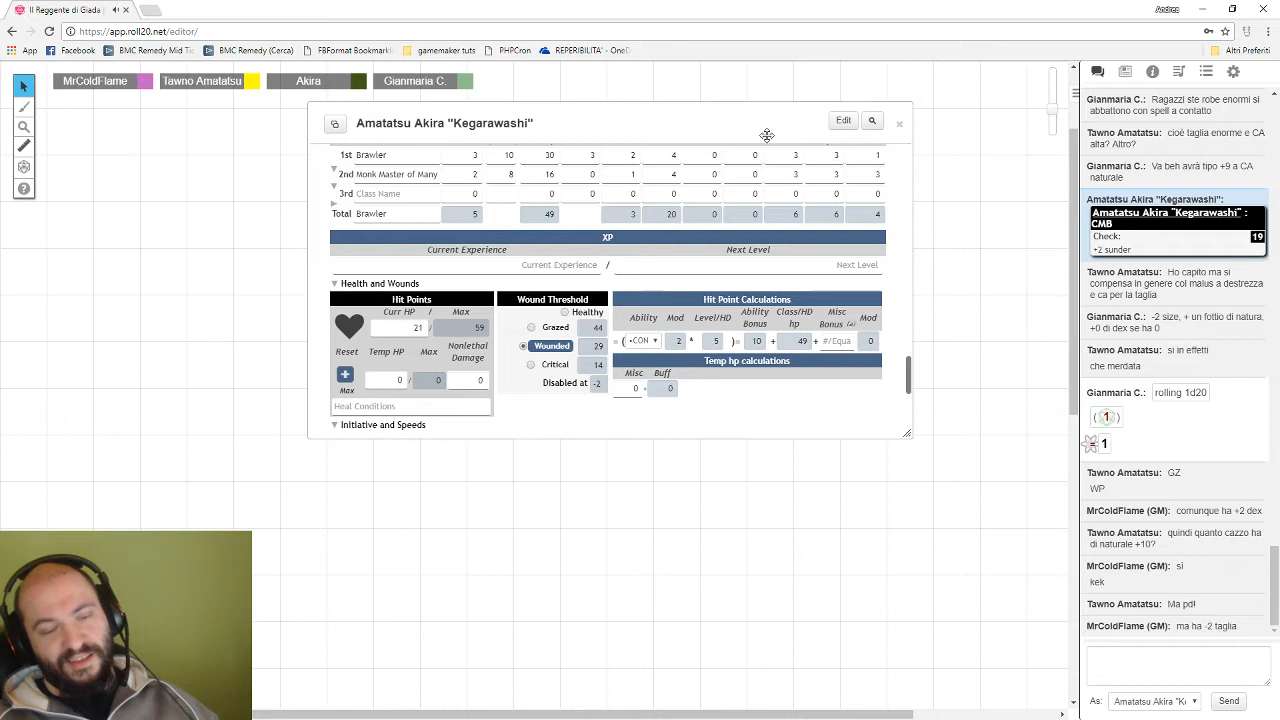 Il Reggente di Giada |
Andrea
https://app.roll20.net/editor/
App
Facebook
BMC Remedy Mid Tie
BMC Remedy (Cerca)
FBFormat Bookmarkl
gamemaker tuts
PHPCron
REPERIBILITA' - OneD
Altri Preferiti
MrColdFlame
Tawno Amatatsu
Akira
Gianmaria C.
Amatatsu Akira "Kegarawashi"
Edit
1st Brawler 3 10 30 3 2 4 0 0 3 3 1
2nd Monk Master of Many 2 8 16 0 1 4 0 0 3 3 3
3rd Class Name 0 0 0 0 0 0 0 0 0 0
Total Brawler 5 49 3 20 0 0 6 6 4
XP
Current Experience Next Level
Current Experience / Next Level
Health and Wounds
Hit Points
Curr HP / Max
21 / 59
Reset Temp HP Max Nonlethal Damage
Max 0 / 0 0
Heal Conditions
Wound Threshold
Healthy
Grazed 44
Wounded 29
Critical 14
Disabled at -2
Hit Point Calculations
Ability Mod Level/HD Ability Bonus Class/HD hp Misc Bonus (a) Mod
= ( •CON 2 * 5 )= 10 + 49 + #/Equa 0
Temp hp calculations
Misc Buff
0 + 0
Initiative and Speeds
Gianmaria C.: Ragazzi ste robe enormi si
abbattono con spell a contatto
Tawno Amatatsu: cioè taglia enorme e CA
alta? Altro?
Gianmaria C.: Va beh avrà tipo +9 a CA
naturale
Amatatsu Akira "Kegarawashi":
Amatatsu Akira "Kegarawashi" :
CMB
Check: 19
+2 sunder
Tawno Amatatsu: Ho capito ma si
compensa in genere col malus a destrezza
e ca per la taglia
Gianmaria C.: -2 size, + un fottio di natura,
+0 di dex se ha 0
Tawno Amatatsu: si in effetti
che merdata
Gianmaria C.: rolling 1d20
(1)
= 1
Tawno Amatatsu: GZ
WP
MrColdFlame (GM): comunque ha +2 dex
Tawno Amatatsu: quindi quanto cazzo ha
di naturale +10?
MrColdFlame (GM): sì
kek
Tawno Amatatsu: Ma pd!
MrColdFlame (GM): ma ha -2 taglia
As: Amatatsu Akira "K
Send